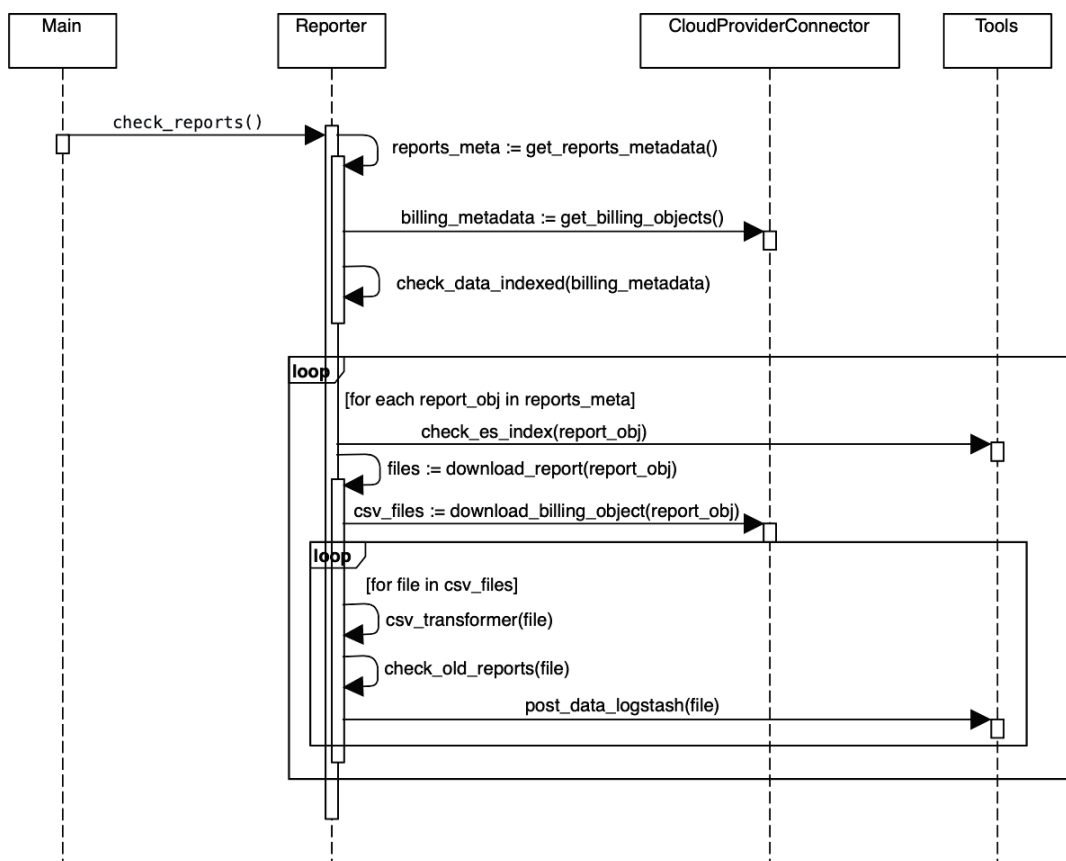 Main
Reporter
CloudProviderConnector
Tools
check_reports()
reports_meta := get_reports_metadata()
billing_metadata := get_billing_objects()
check_data_indexed(billing_metadata)
loop
[for each report_obj in reports_meta]
check_es_index(report_obj)
files := download_report(report_obj)
csv_files := download_billing_object(report_obj)
loop
[for file in csv_files]
csv_transformer(file)
check_old_reports(file)
post_data_logstash(file)